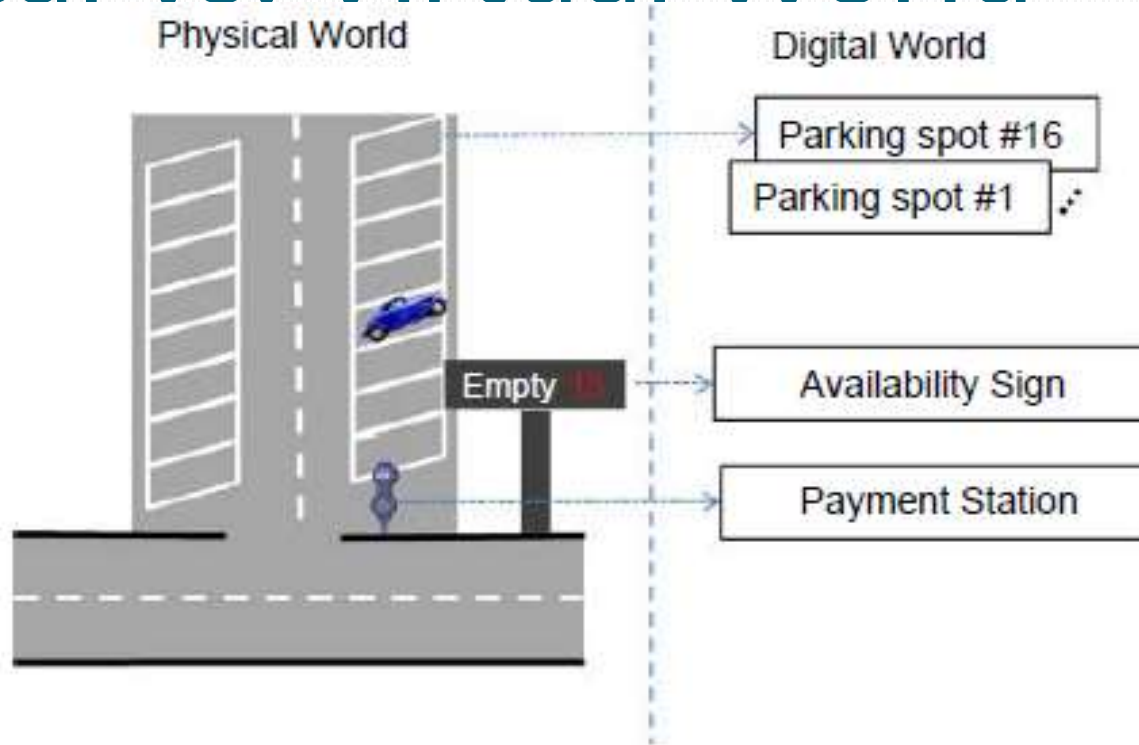 Physical World
Digital World
Parking spot #16
Parking spot #1
Empty
Availability Sign
Payment Station